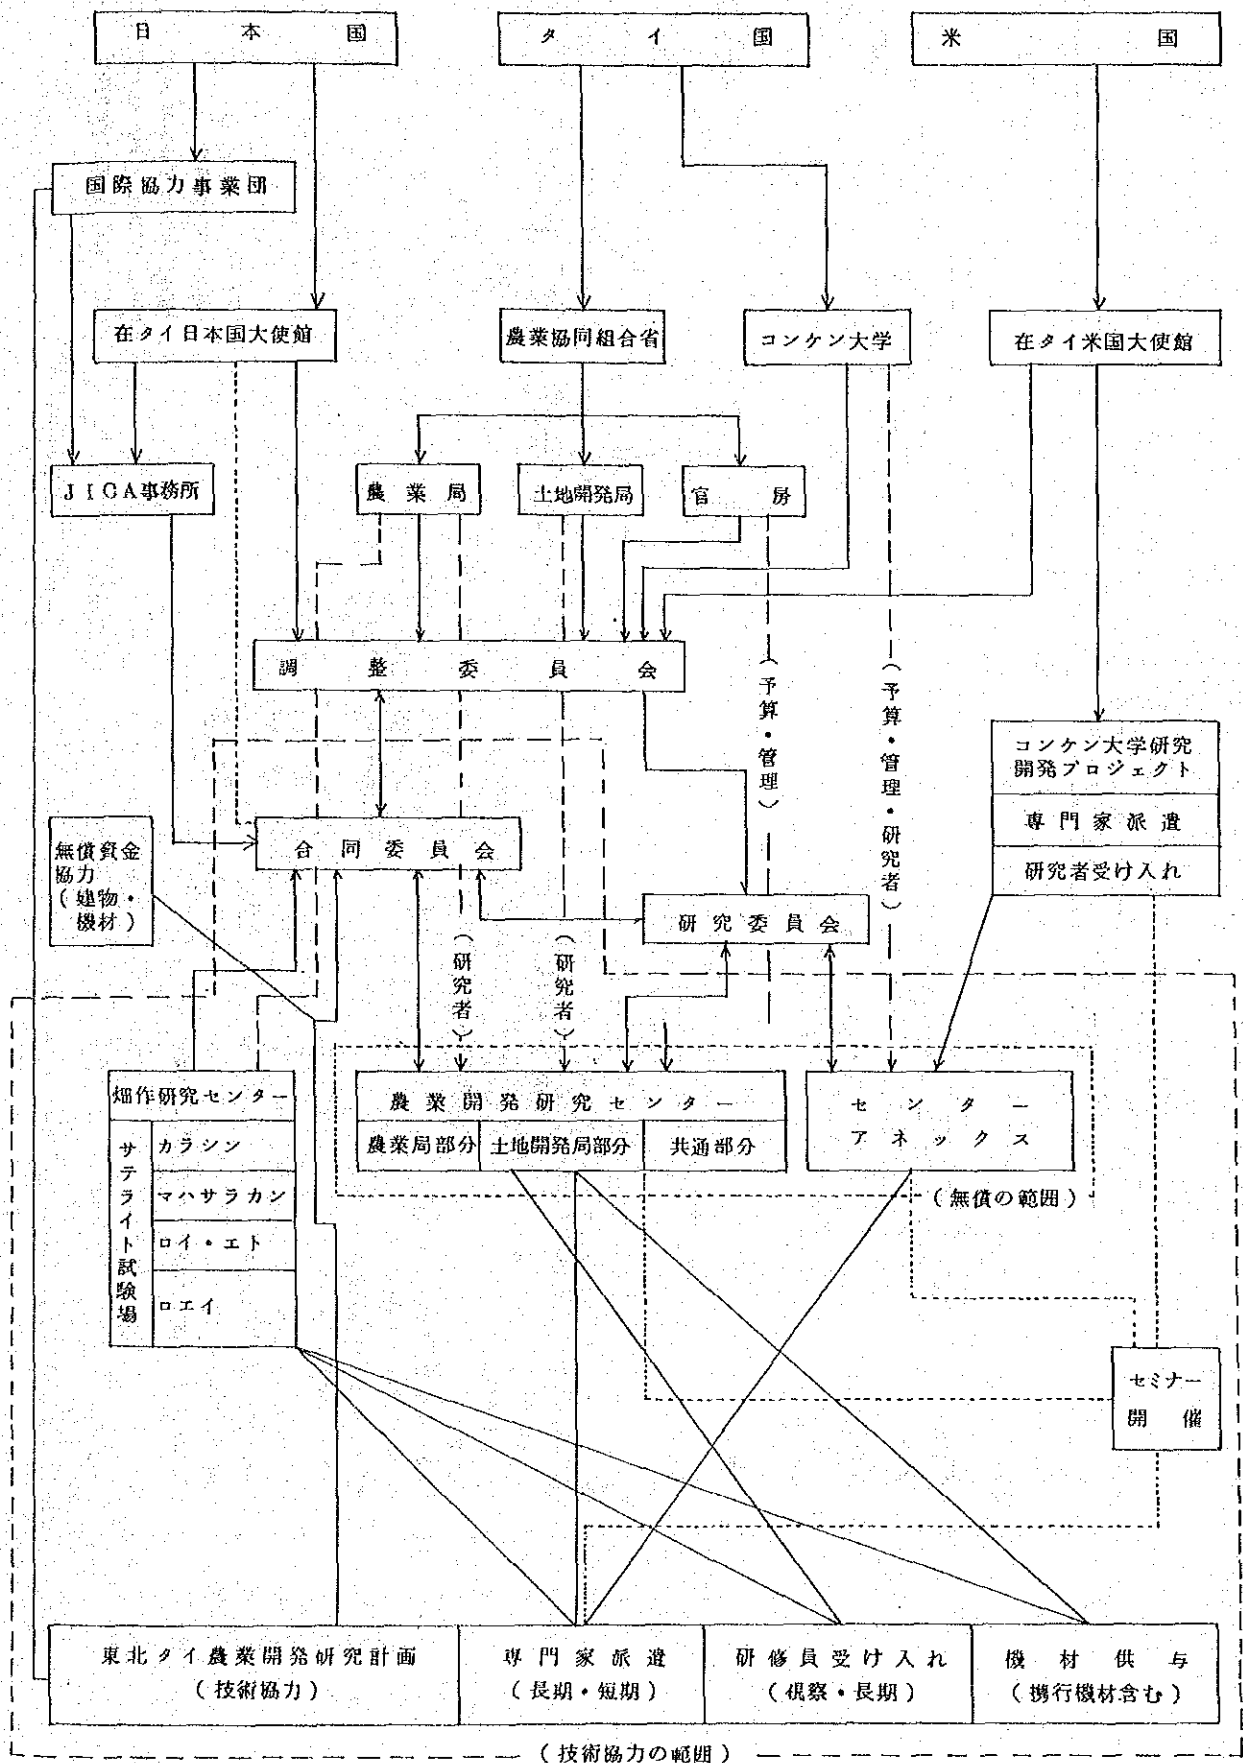 日本国
タイ国
米国
国際協力事業団
在タイ日本国大使館
農業協同組合省
コンケン大学
在タイ米国大使館
JICA事務所
農業局
土地開発局
官房
調整委員会
(予算・管理)
(予算・管理・研究者)
コンケン大学研究
開発プロジェクト
専門家派遣
研究者受け入れ
無償資金
協力
(建物・
機材)
合同委員会
研究委員会
(研究者)
(研究者)
畑作研究センター
サテライト試験場
カラシン
マハサラカン
ロイ・エト
ロエイ
農業開発研究センター
農業局部分
土地開発局部分
共通部分
センター
アネックス
(無償の範囲)
セミナー
開催
東北タイ農業開発研究計画
(技術協力)
専門家派遣
(長期・短期)
研修員受け入れ
(視察・長期)
機材供与
(携行機材含む)
(技術協力の範囲)